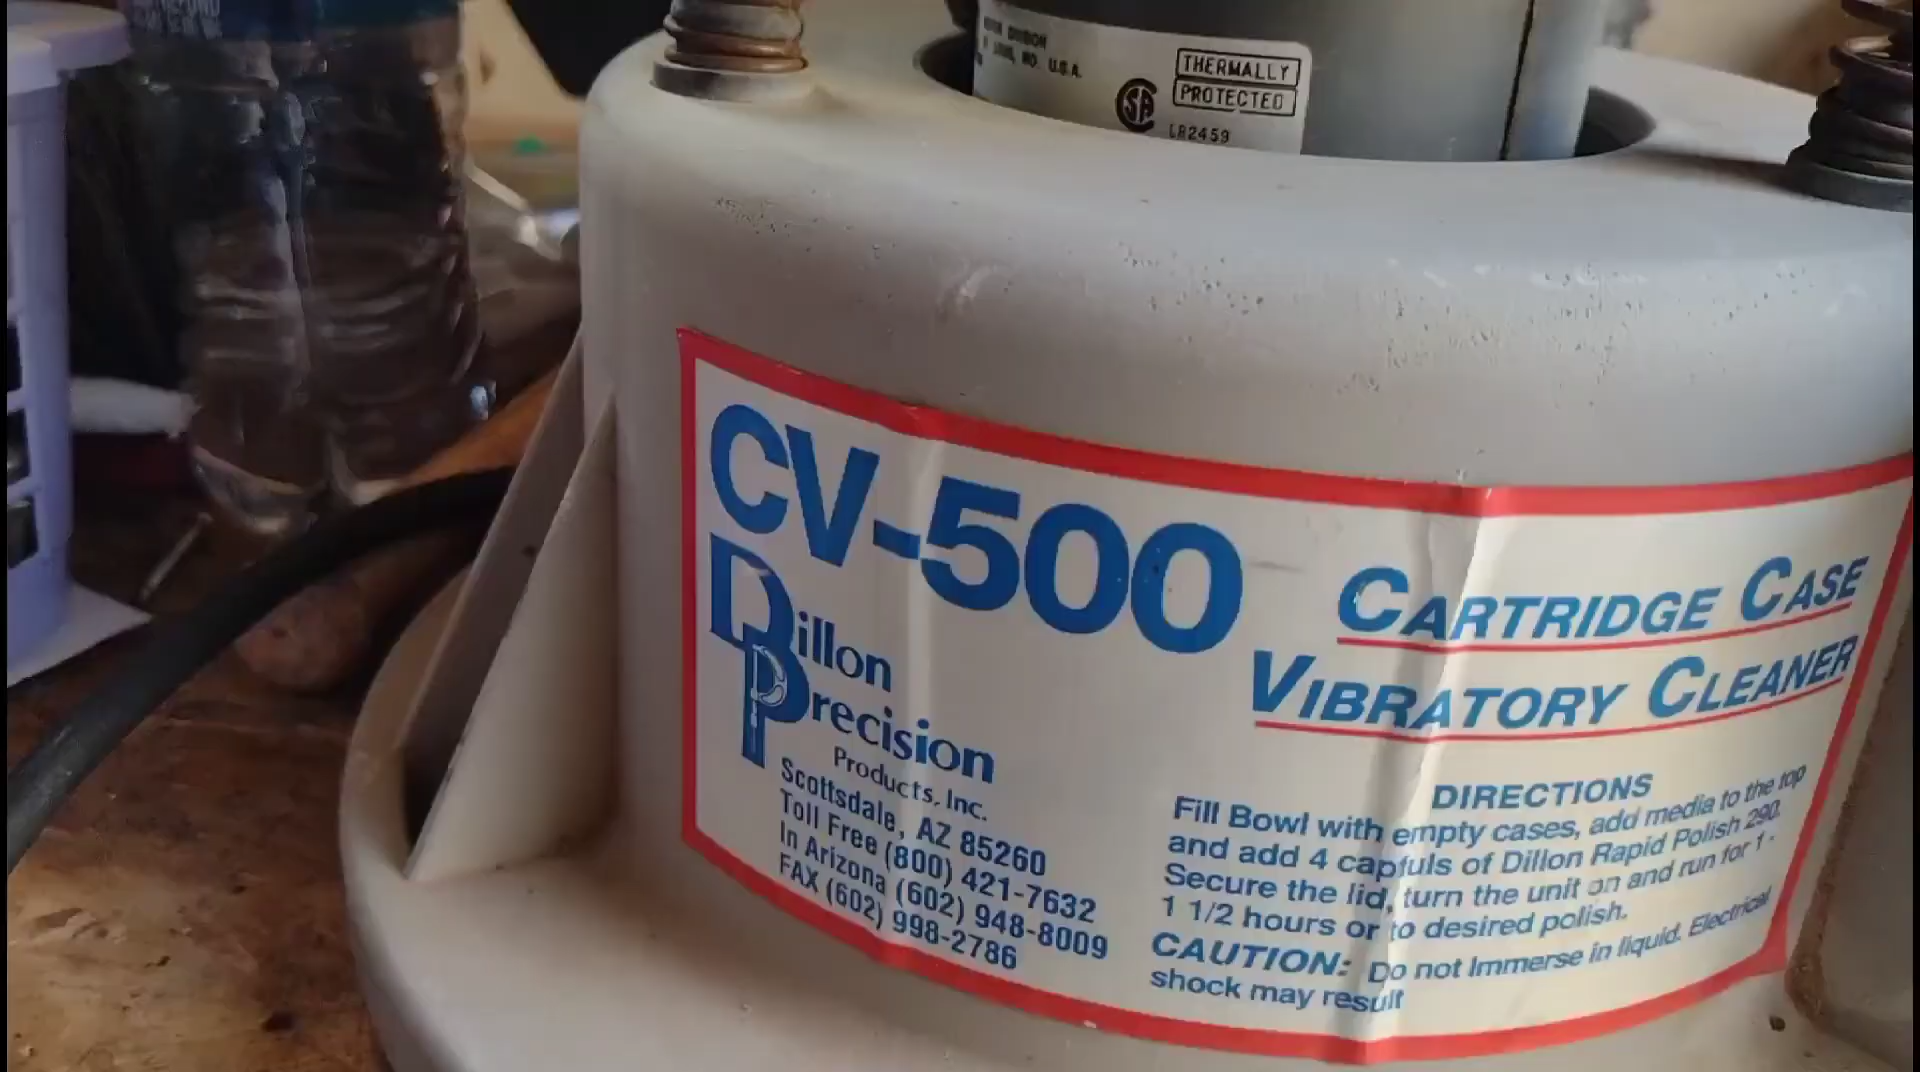 THERMALLY
PROTECTED
LR2459
CV-500
Dillon
Precision
Products, Inc.
Scottsdale, AZ 85260
Toll Free (800) 421-7632
In Arizona (602) 948-8009
FAX (602) 998-2786
CARTRIDGE CASE
VIBRATORY CLEANER
DIRECTIONS
Fill Bowl with empty cases, add media to the top
and add 4 capfuls of Dillon Rapid Polish 290.
Secure the lid, turn the unit on and run for 1 -
1 1/2 hours or to desired polish.
CAUTION: Do not Immerse in liquid. Electrical
shock may result